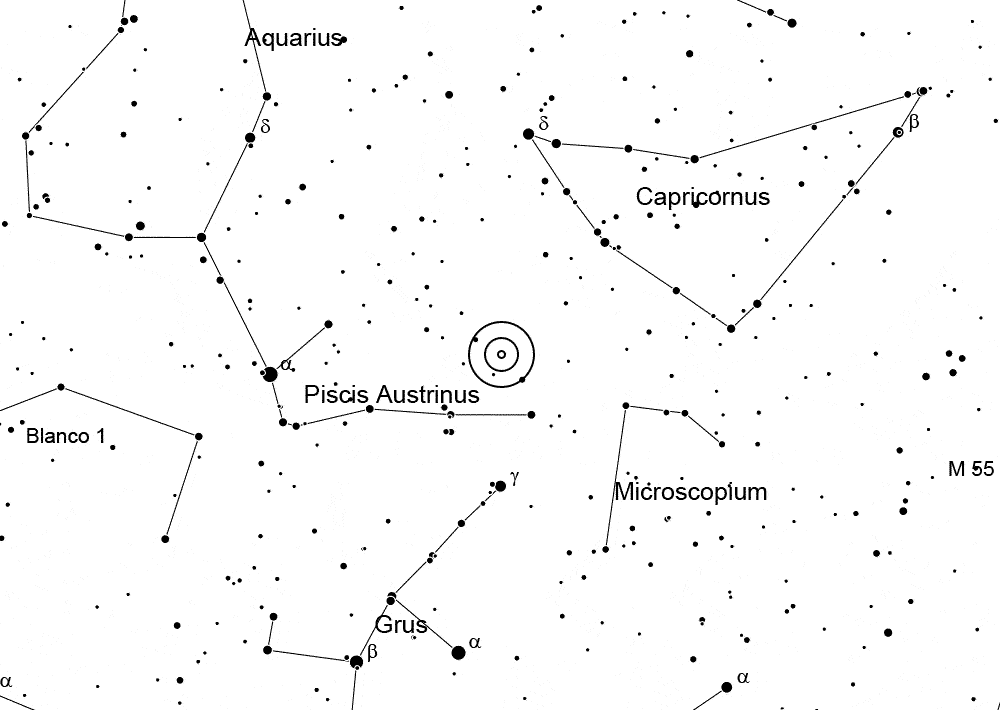 Aquarius
δ
δ
β
Capricornus
α
Piscis Austrinus
Blanco 1
M 55
γ
Microscopium
Grus
α
β
α
α